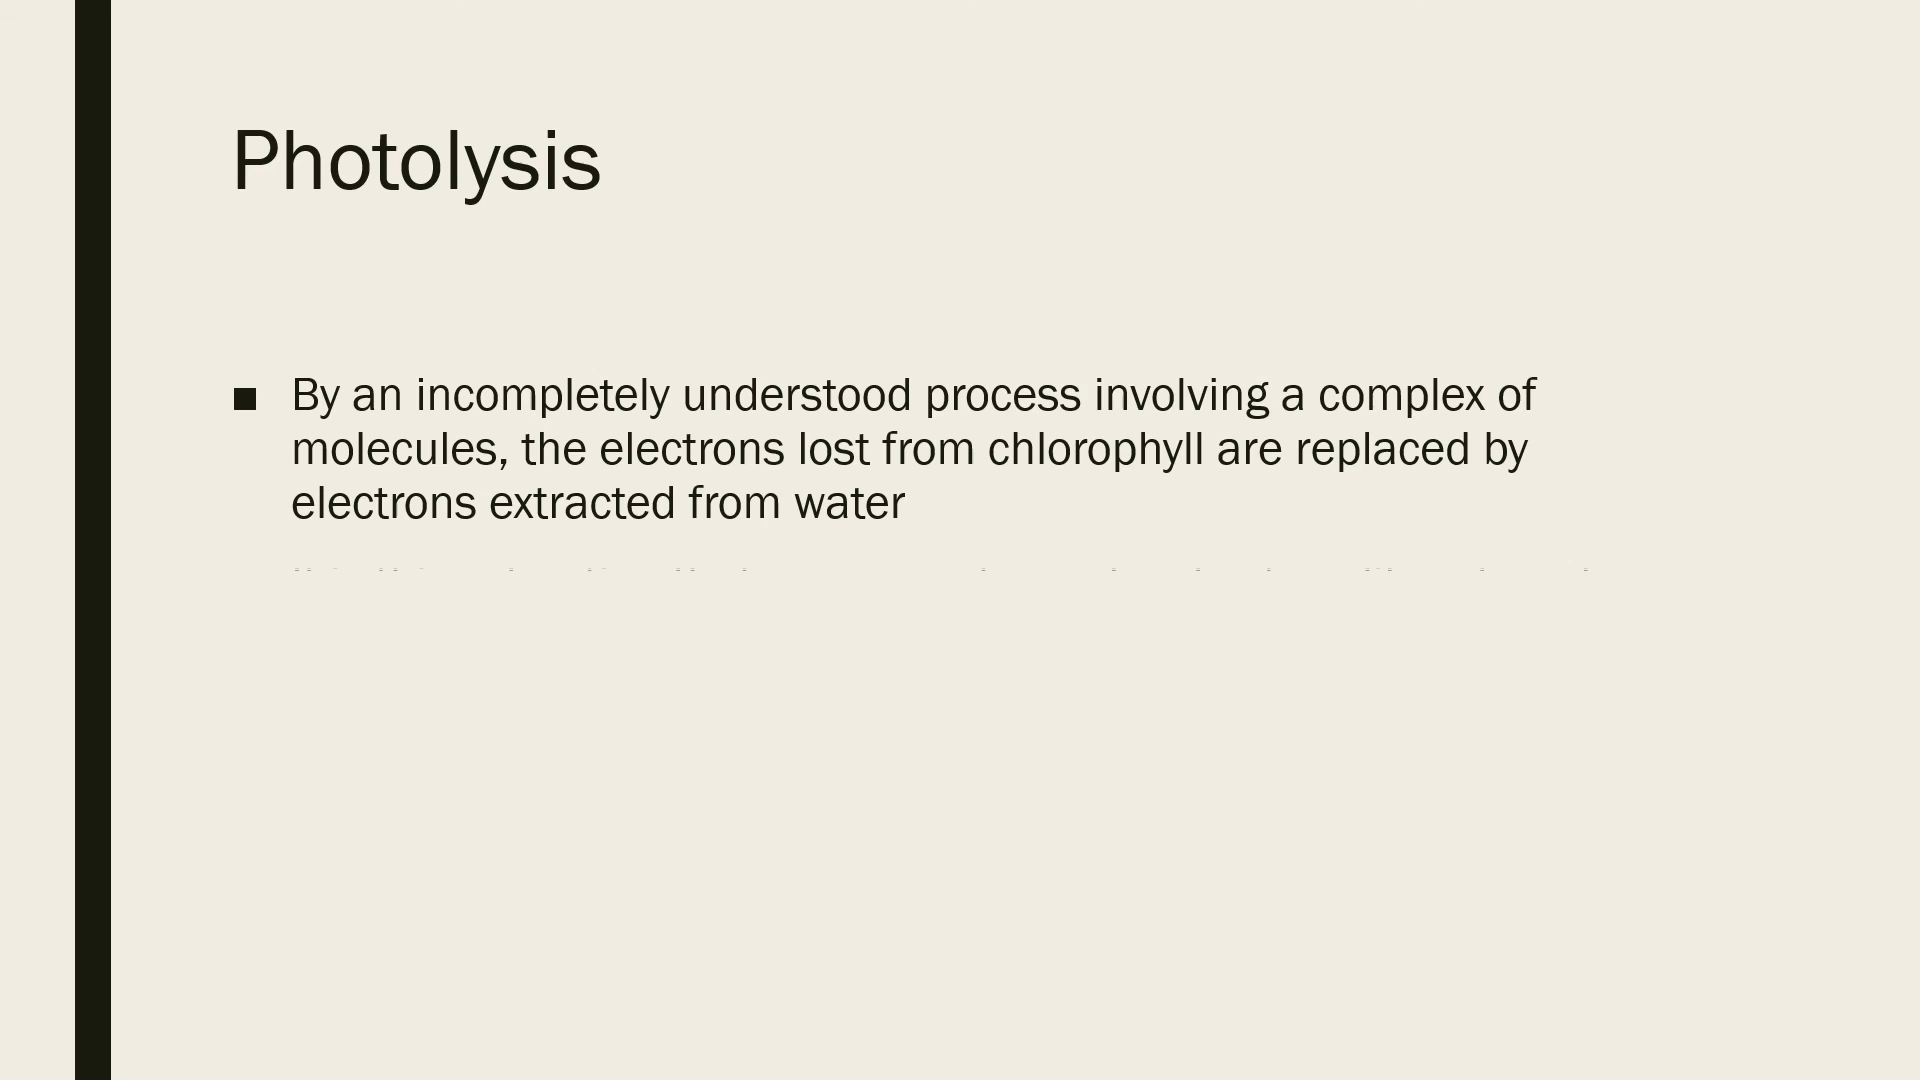 Photolysis
■ By an incompletely understood process involving a complex of
molecules, the electrons lost from chlorophyll are replaced by
electrons extracted from water